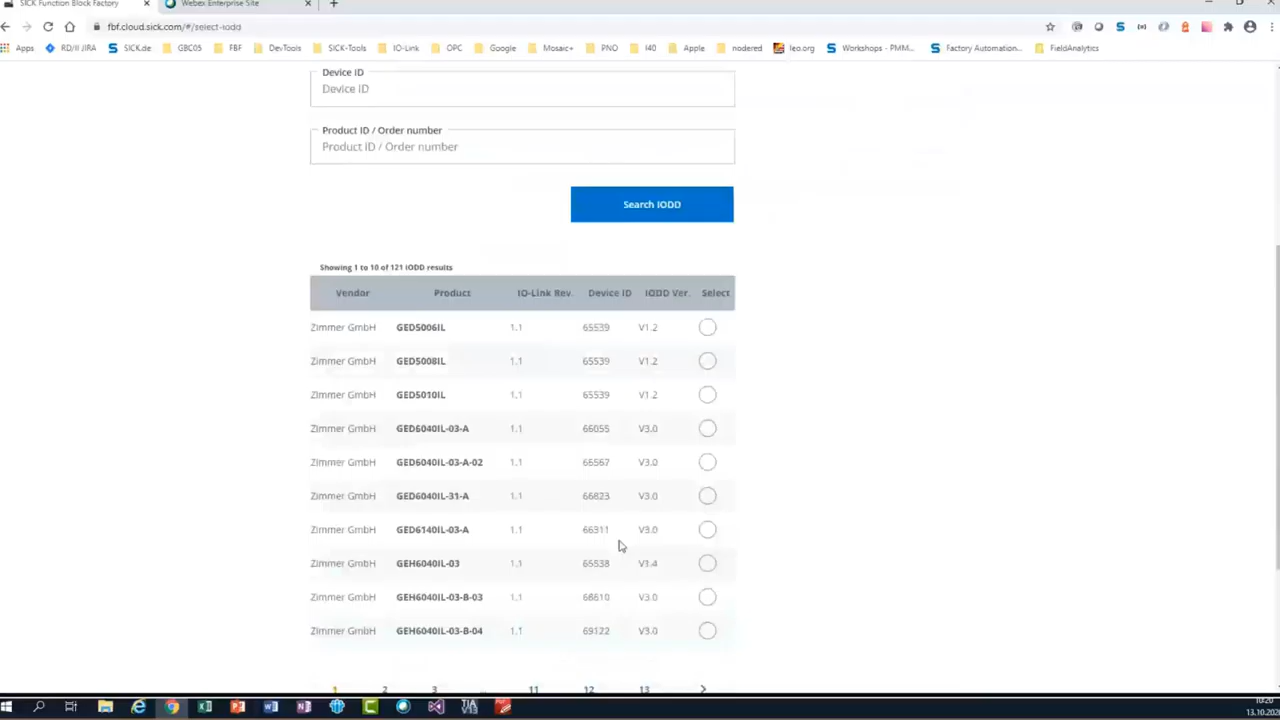 SICK Function Block Factory
Webex Enterprise Site
fbf.cloud.sick.com/#/select-iodd
Apps RD/II JIRA SICK.de GBC05 FBF DevTools SICK-Tools IO-Link OPC Google Mosaic+ PNO I40 Apple nodered leo.org Workshops - PMM... Factory Automation... FieldAnalytics
Device ID
Device ID
Product ID / Order number
Product ID / Order number
Search IODD
Showing 1 to 10 of 121 IODD results
Vendor Product IO-Link Rev. Device ID IODD Ver. Select
Zimmer GmbH GED5006IL 1.1 65539 V1.2
Zimmer GmbH GED5008IL 1.1 65539 V1.2
Zimmer GmbH GED5010IL 1.1 65539 V1.2
Zimmer GmbH GED6040IL-03-A 1.1 66055 V3.0
Zimmer GmbH GED6040IL-03-A-02 1.1 66567 V3.0
Zimmer GmbH GED6040IL-31-A 1.1 66823 V3.0
Zimmer GmbH GED6140IL-03-A 1.1 66311 V3.0
Zimmer GmbH GEH6040IL-03 1.1 65538 V1.4
Zimmer GmbH GEH6040IL-03-B-03 1.1 68610 V3.0
Zimmer GmbH GEH6040IL-03-B-04 1.1 69122 V3.0
1 2 3 ... 11 12 13 >
10:20